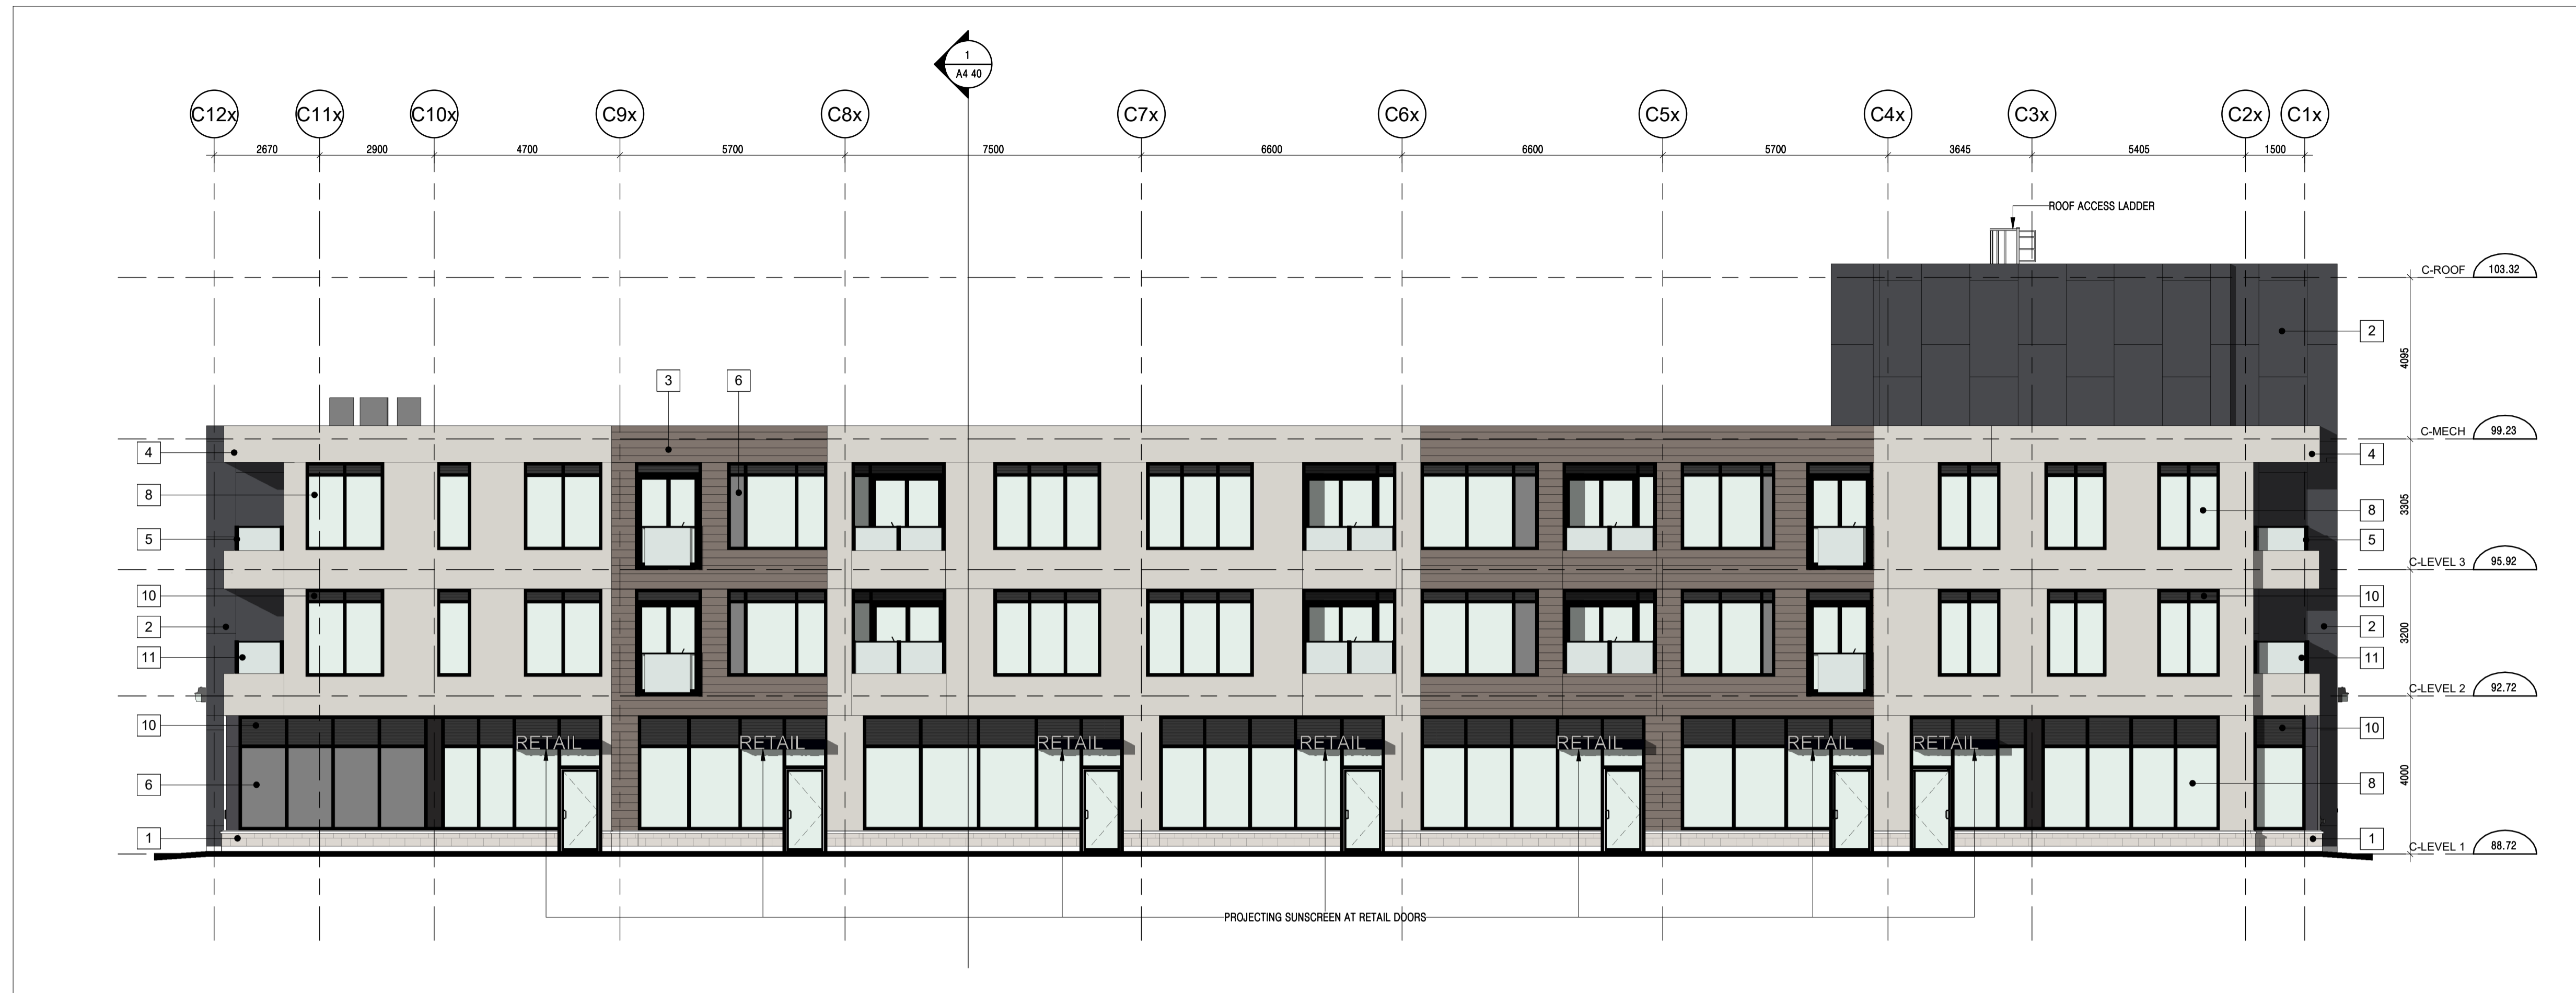 1
A4 40
C12x C11x C10x C9x C8x C7x C6x C5x C4x C3x C2x C1x
2670 2900 4700 5700 7500 6600 6600 5700 3645 5405 1500
ROOF ACCESS LADDER
C-ROOF 103.32
2
4095
3 6
C-MECH 99.23
4 4
8 8
3305
5 5
C-LEVEL 3 95.92
10 10
2 2
3200
11 11
C-LEVEL 2 92.72
10 10
RETAIL RETAIL RETAIL RETAIL RETAIL RETAIL RETAIL
6 8
4000
1 1
C-LEVEL 1 88.72
PROJECTING SUNSCREEN AT RETAIL DOORS